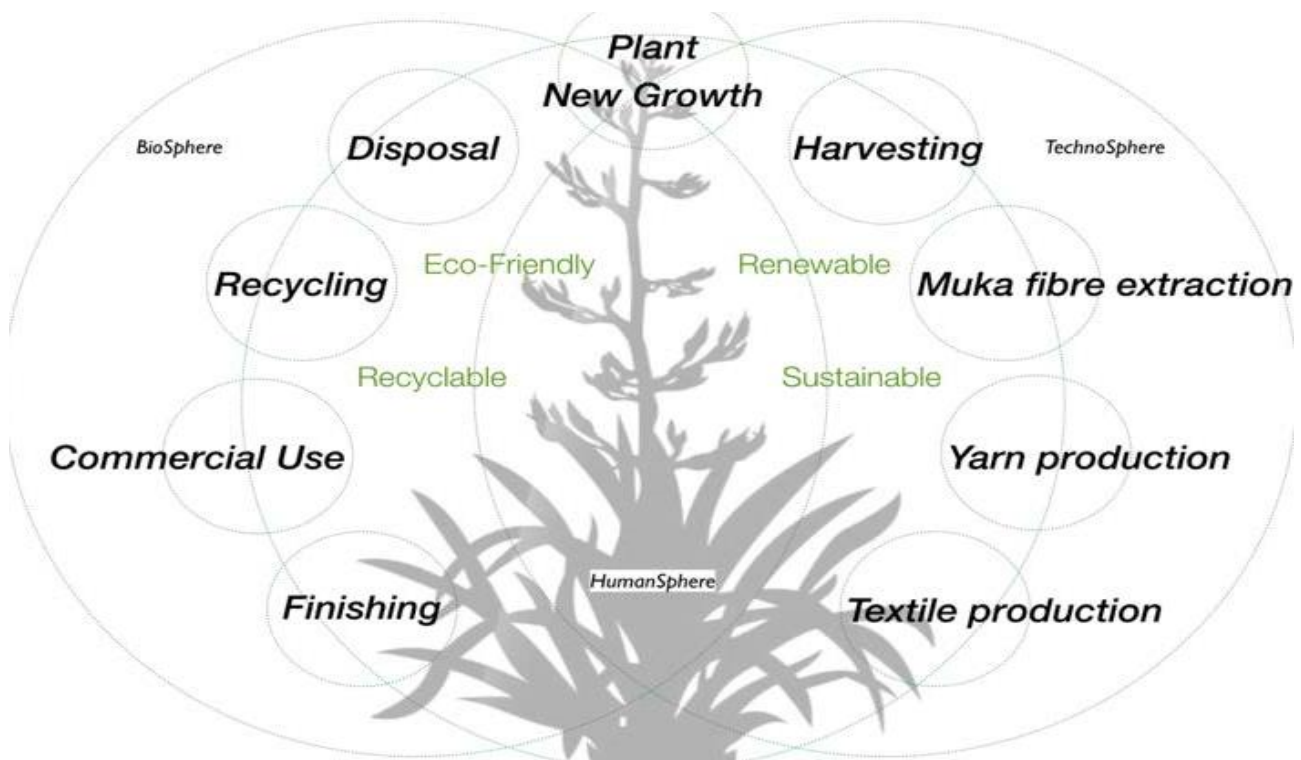 Plant
New Growth
Disposal
Harvesting
BioSphere
TechnoSphere
Eco-Friendly
Renewable
Recycling
Muka fibre extraction
Recyclable
Sustainable
Commercial Use
Yarn production
HumanSphere
Finishing
Textile production